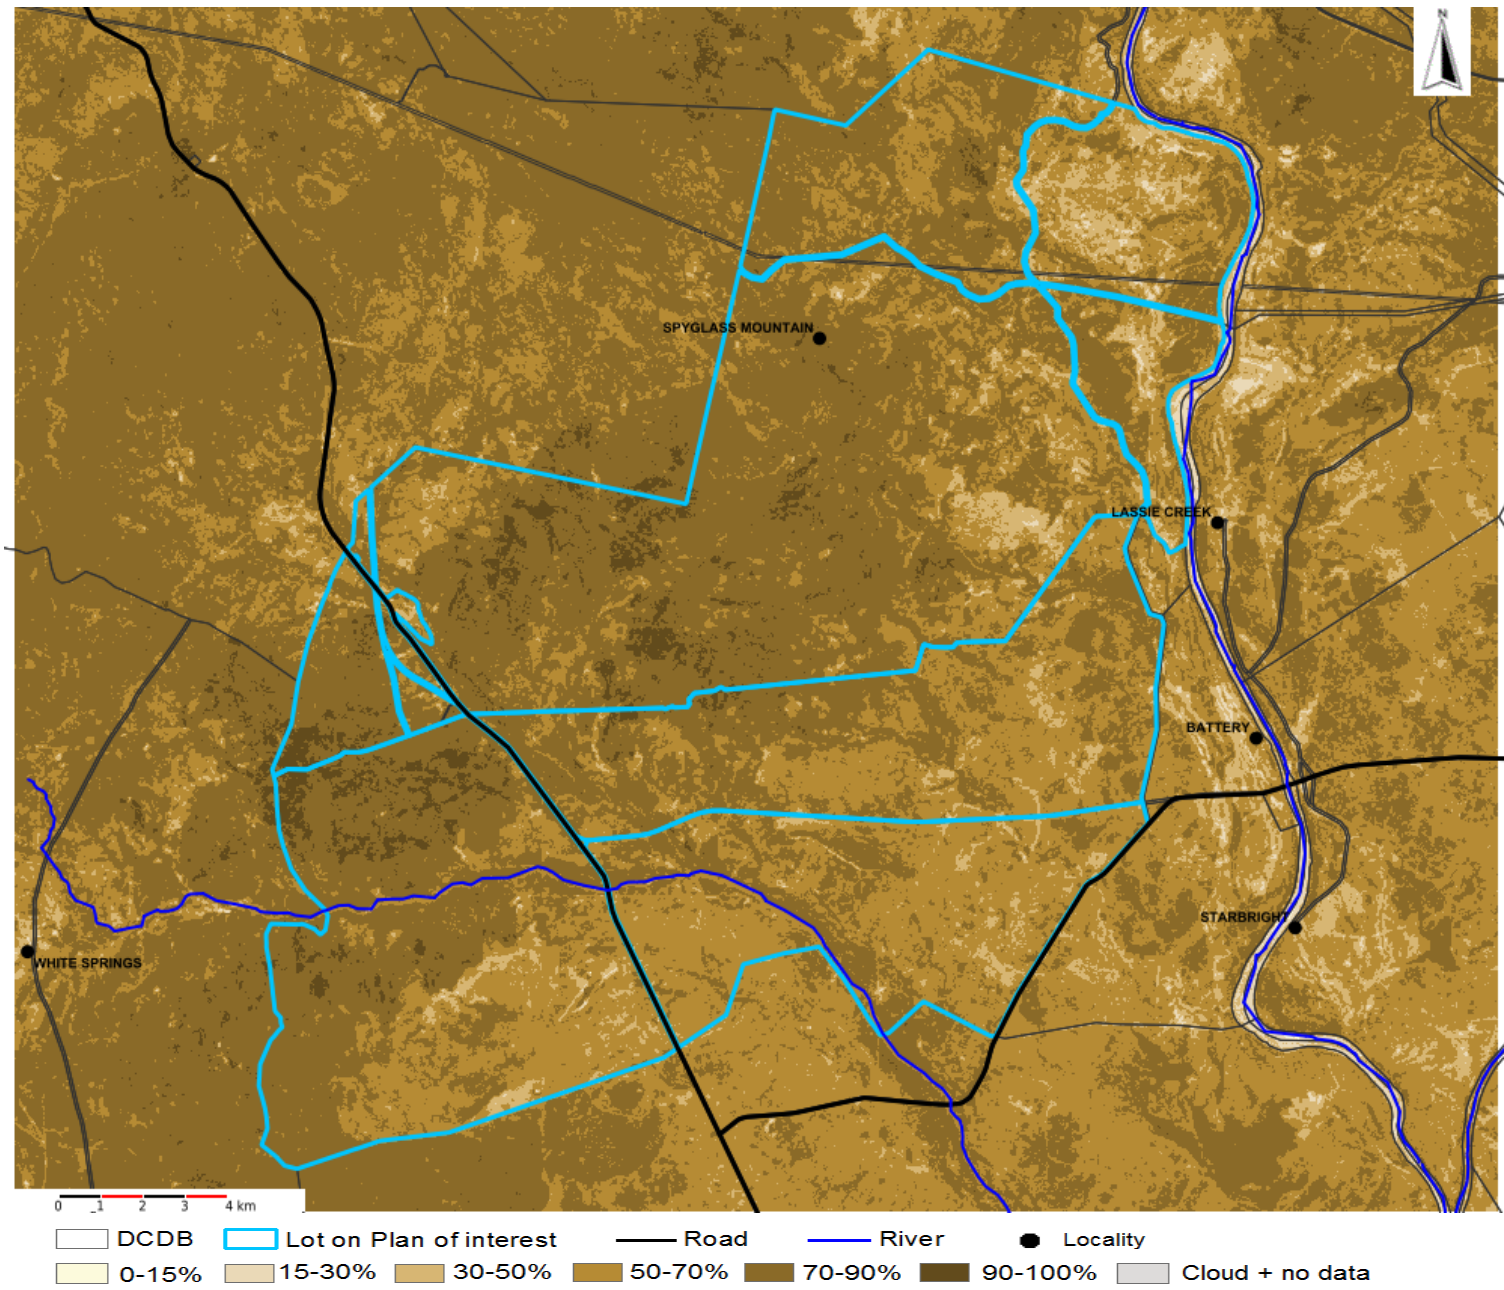 N
SPYGLASS MOUNTAIN
LASSIE CREEK
BATTERY
STARBRIGHT
WHITE SPRINGS
0 1 2 3 4 km
DCDB Lot on Plan of interest Road River Locality
0-15% 15-30% 30-50% 50-70% 70-90% 90-100% Cloud + no data